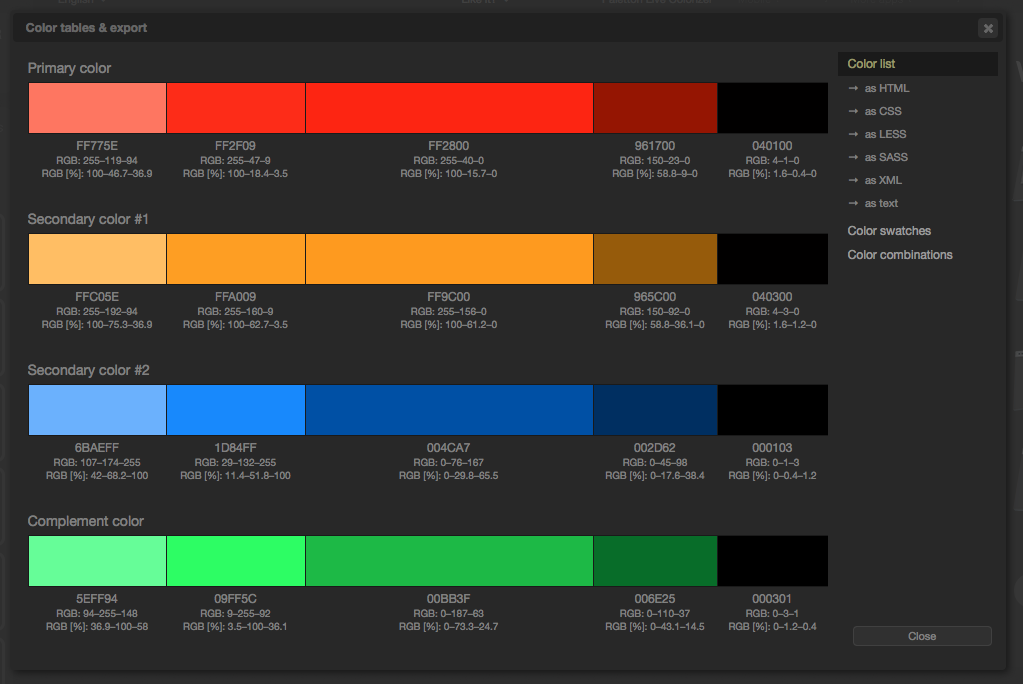 English
Color tables & export
Primary color
FF775E
RGB: 255–119–94
RGB [%]: 100–46.7–36.9
FF2F09
RGB: 255–47–9
RGB [%]: 100–18.4–3.5
FF2800
RGB: 255–40–0
RGB [%]: 100–15.7–0
961700
RGB: 150–23–0
RGB [%]: 58.8–9–0
040100
RGB: 4–1–0
RGB [%]: 1.6–0.4–0
Secondary color #1
FFC05E
RGB: 255–192–94
RGB [%]: 100–75.3–36.9
FFA009
RGB: 255–160–9
RGB [%]: 100–62.7–3.5
FF9C00
RGB: 255–156–0
RGB [%]: 100–61.2–0
965C00
RGB: 150–92–0
RGB [%]: 58.8–36.1–0
040300
RGB: 4–3–0
RGB [%]: 1.6–1.2–0
Secondary color #2
6BAEFF
RGB: 107–174–255
RGB [%]: 42–68.2–100
1D84FF
RGB: 29–132–255
RGB [%]: 11.4–51.8–100
004CA7
RGB: 0–76–167
RGB [%]: 0–29.8–65.5
002D62
RGB: 0–45–98
RGB [%]: 0–17.6–38.4
000103
RGB: 0–1–3
RGB [%]: 0–0.4–1.2
Complement color
5EFF94
RGB: 94–255–148
RGB [%]: 36.9–100–58
09FF5C
RGB: 9–255–92
RGB [%]: 3.5–100–36.1
00BB3F
RGB: 0–187–63
RGB [%]: 0–73.3–24.7
006E25
RGB: 0–110–37
RGB [%]: 0–43.1–14.5
000301
RGB: 0–3–1
RGB [%]: 0–1.2–0.4
Color list
→ as HTML
→ as CSS
→ as LESS
→ as SASS
→ as XML
→ as text
Color swatches
Color combinations
Close